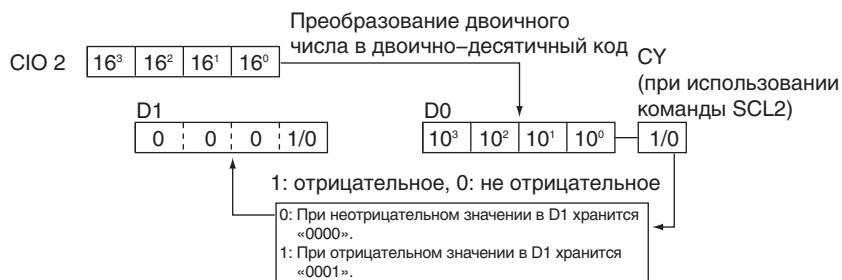 Преобразование двоичного
числа в двоично–десятичный код
CIO 2
16³ 16² 16¹ 16⁰
CY
(при использовании
команды SCL2)
D1
D0
0 0 0 1/0
10³ 10² 10¹ 10⁰
1/0
1: отрицательное, 0: не отрицательное
0: При неотрицательном значении в D1 хранится
«0000».
1: При отрицательном значении в D1 хранится
«0001».